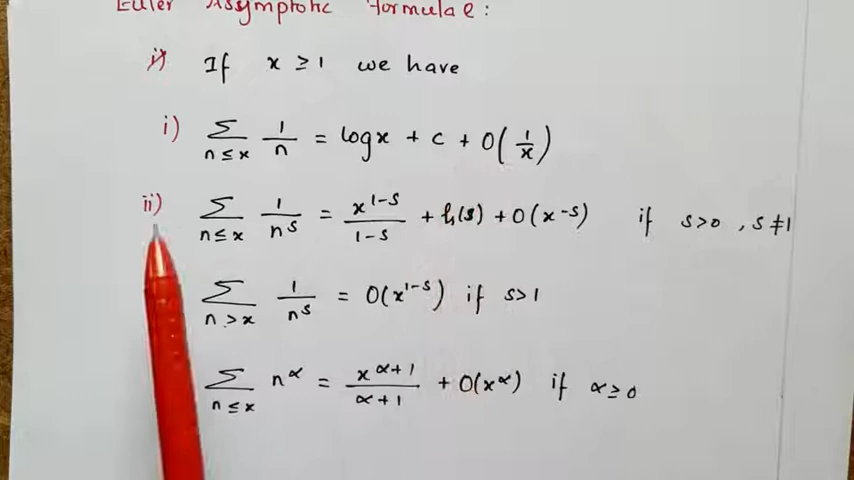 Euler Asymptotic Formulae:
i) If x ≥ 1 we have
i) Σ_{n≤x} 1/n = log x + c + O(1/x)
ii) Σ_{n≤x} 1/n^s = x^{1-s}/(1-s) + h(s) + O(x^{-s}) if s>0, s≠1
Σ_{n>x} 1/n^s = O(x^{1-s}) if s>1
Σ_{n≤x} n^α = x^{α+1}/(α+1) + O(x^α) if α≥0